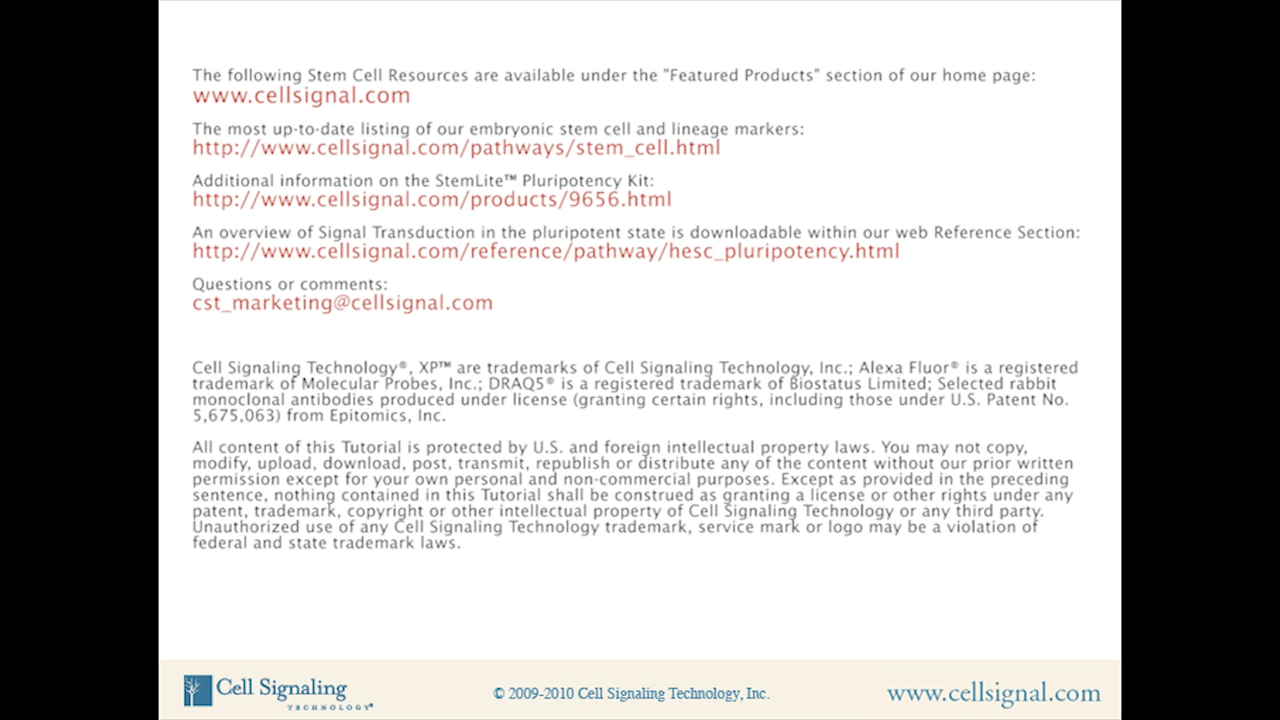 The following Stem Cell Resources are available under the "Featured Products" section of our home page:
www.cellsignal.com
The most up-to-date listing of our embryonic stem cell and lineage markers:
http://www.cellsignal.com/pathways/stem_cell.html
Additional information on the StemLite™ Pluripotency Kit:
http://www.cellsignal.com/products/9656.html
An overview of Signal Transduction in the pluripotent state is downloadable within our web Reference Section:
http://www.cellsignal.com/reference/pathway/hesc_pluripotency.html
Questions or comments:
cst_marketing@cellsignal.com
Cell Signaling Technology®, XP™ are trademarks of Cell Signaling Technology, Inc.; Alexa Fluor® is a registered
trademark of Molecular Probes, Inc.; DRAQ5® is a registered trademark of Biostatus Limited; Selected rabbit
monoclonal antibodies produced under license (granting certain rights, including those under U.S. Patent No.
5,675,063) from Epitomics, Inc.
All content of this Tutorial is protected by U.S. and foreign intellectual property laws. You may not copy,
modify, upload, download, post, transmit, republish or distribute any of the content without our prior written
permission except for your own personal and non-commercial purposes. Except as provided in the preceding
sentence, nothing contained in this Tutorial shall be construed as granting a license or other rights under any
patent, trademark, copyright or other intellectual property of Cell Signaling Technology or any third party.
Unauthorized use of any Cell Signaling Technology trademark, service mark or logo may be a violation of
federal and state trademark laws.
Cell Signaling
TECHNOLOGY®
© 2009-2010 Cell Signaling Technology, Inc.
www.cellsignal.com